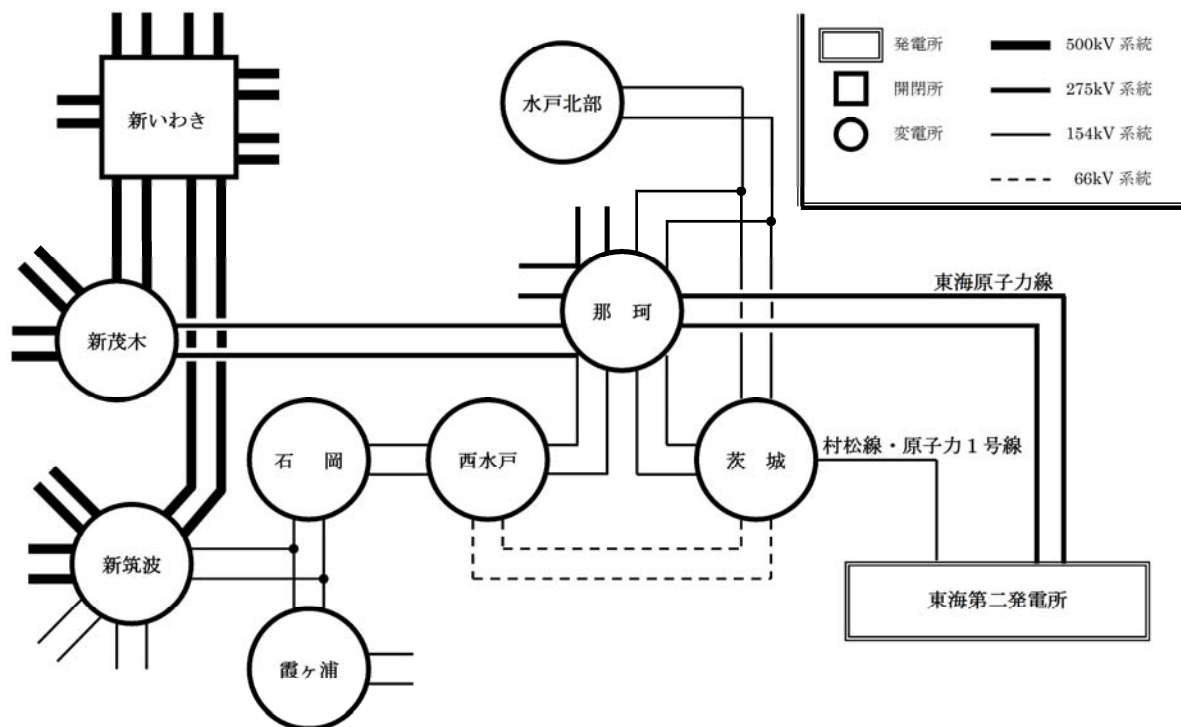 発電所
500kV 系統
開閉所
275kV 系統
変電所
154kV 系統
66kV 系統
新いわき
水戸北部
東海原子力線
那 珂
新茂木
石 岡
西水戸
茨 城
村松線・原子力1号線
新筑波
東海第二発電所
霞ヶ浦